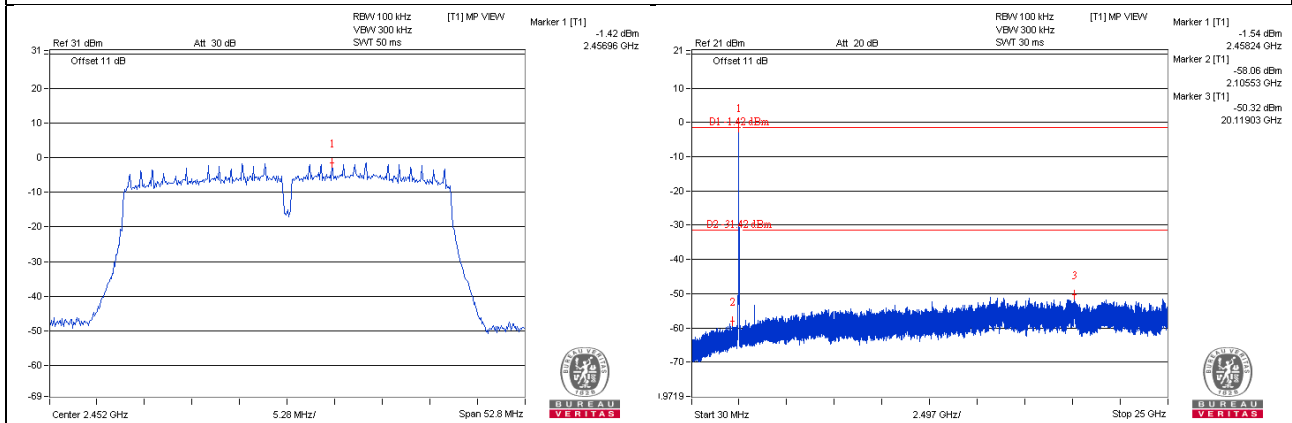 RBW 100 kHz [T1] MP VIEW
VBW 300 kHz
Ref 31 dBm Att 30 dB SWT 50 ms
Marker 1 [T1]
-1.42 dBm
2.45696 GHz
31
Offset 11 dB
20
10
0
-10
-20
-30
-40
-50
-60
-69
1
Center 2.452 GHz 5.28 MHz/ Span 52.8 MHz
BUREAU VERITAS
1828
BUREAU
VERITAS
RBW 100 kHz [T1] MP VIEW
VBW 300 kHz
Ref 21 dBm Att 20 dB SWT 30 ms
Marker 1 [T1]
-1.54 dBm
2.45824 GHz
Marker 2 [T1]
-58.06 dBm
2.10553 GHz
Marker 3 [T1]
-50.32 dBm
20.11903 GHz
21
Offset 11 dB
10
0
-10
-20
-30
-40
-50
-60
-70
.9719
1
D1 -1.42 dBm
D2 -31.42 dBm
2
3
Start 30 MHz 2.497 GHz/ Stop 25 GHz
BUREAU VERITAS
1828
BUREAU
VERITAS